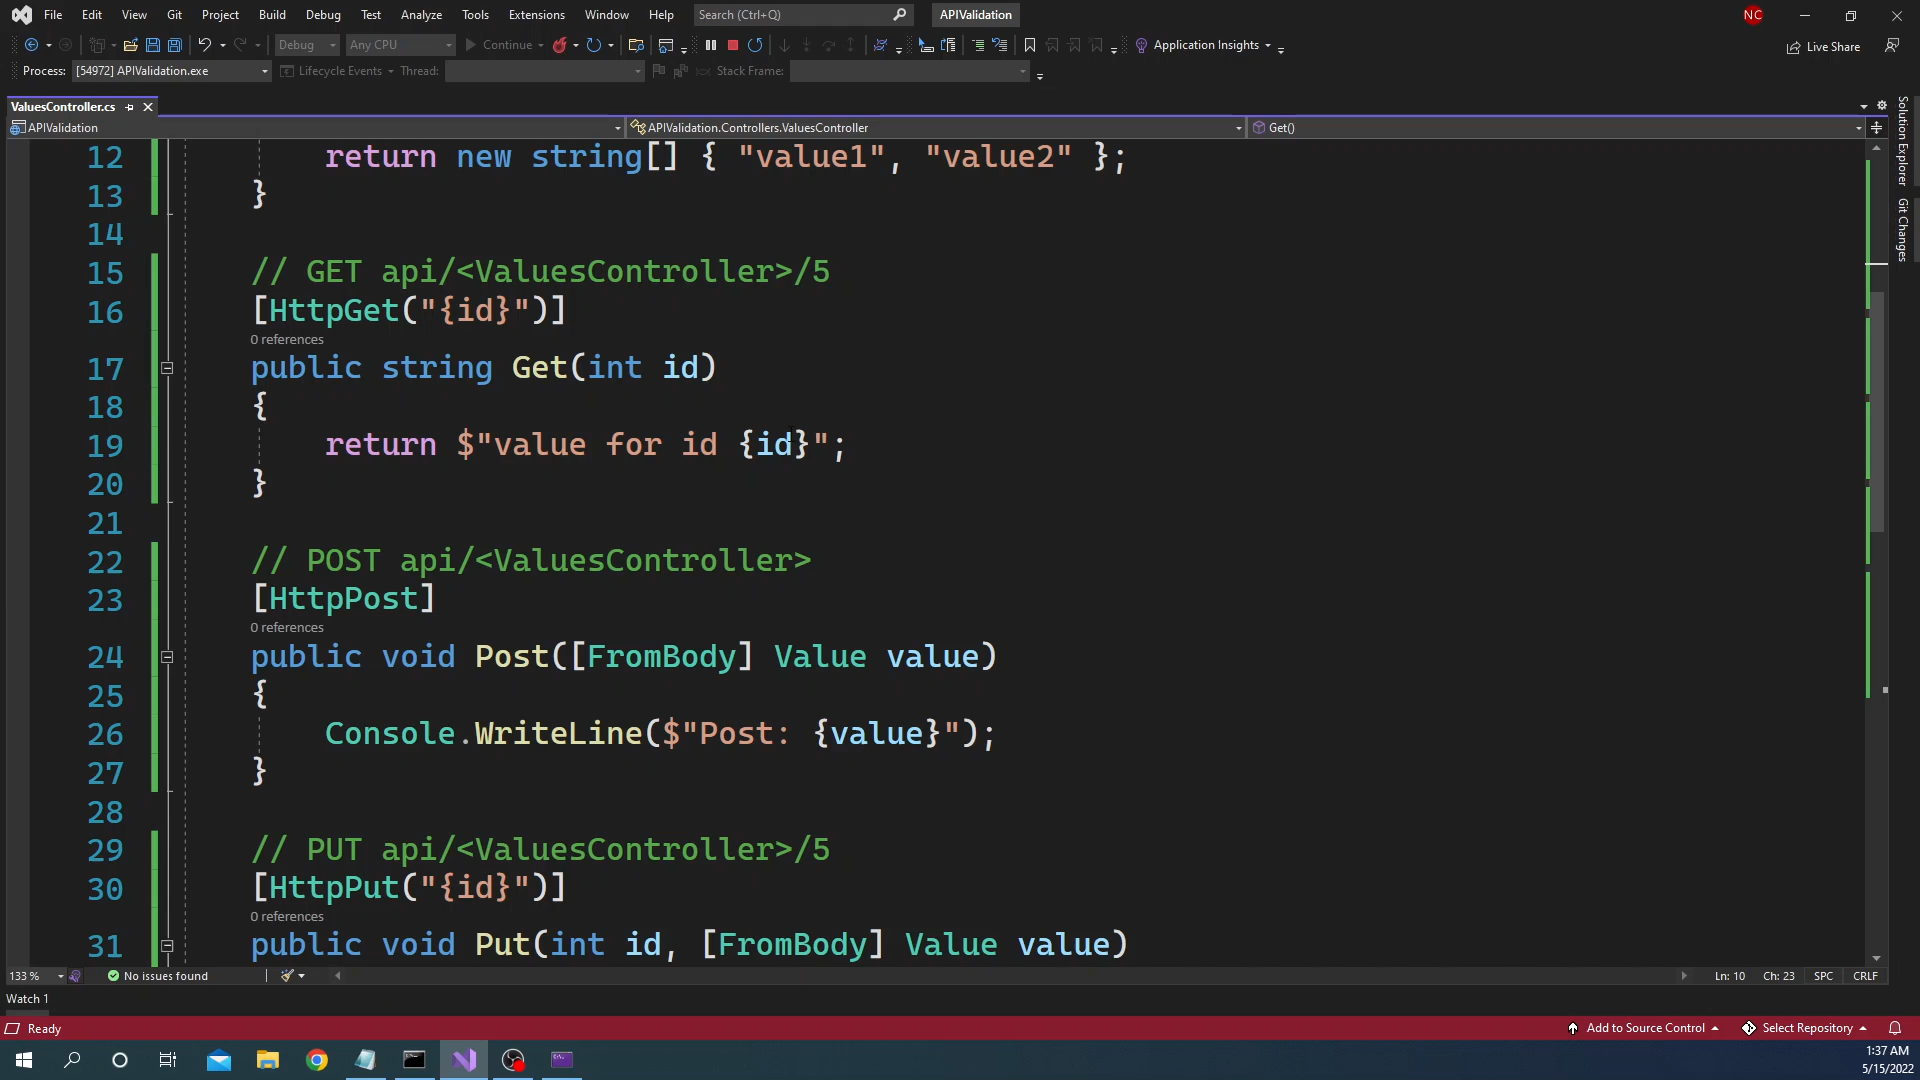 File Edit View Git Project Build Debug Test Analyze Tools Extensions Window Help Search (Ctrl+Q) APIValidation NC
Debug Any CPU Continue Application Insights Live Share
Process: [54972] APIValidation.exe Lifecycle Events Thread: Stack Frame:
ValuesController.cs
APIValidation APIValidation.Controllers.ValuesController Get()
12 return new string[] { "value1", "value2" };
13 }
14
15 // GET api/<ValuesController>/5
16 [HttpGet("{id}")]
0 references
17 public string Get(int id)
18 {
19 return $"value for id {id}";
20 }
21
22 // POST api/<ValuesController>
23 [HttpPost]
0 references
24 public void Post([FromBody] Value value)
25 {
26 Console.WriteLine($"Post: {value}");
27 }
28
29 // PUT api/<ValuesController>/5
30 [HttpPut("{id}")]
0 references
31 public void Put(int id, [FromBody] Value value)
Solution Explorer
Git Changes
133 % No issues found Ln: 10 Ch: 23 SPC CRLF
Watch 1
Ready Add to Source Control Select Repository
1:37 AM
5/15/2022